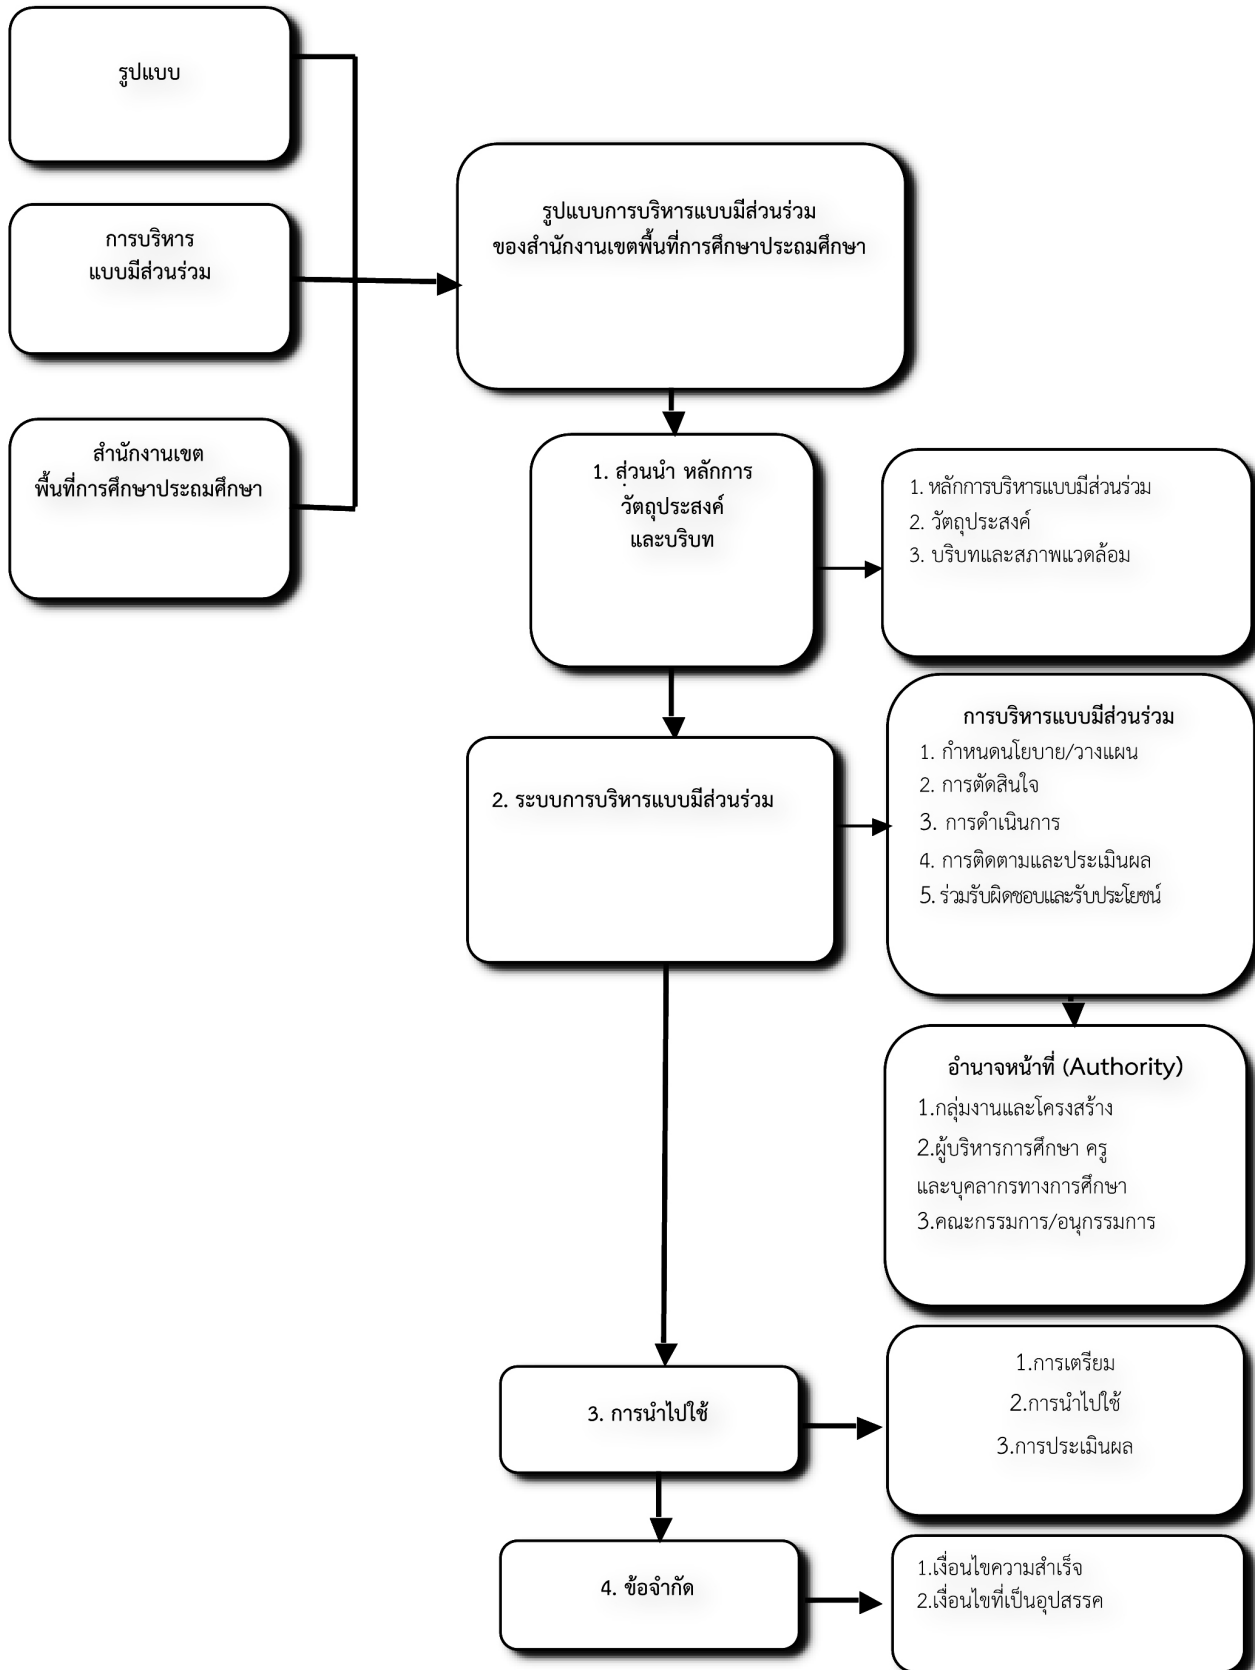 รูปแบบ
การบริหาร
แบบมีส่วนร่วม
สำนักงานเขต
พื้นที่การศึกษาประถมศึกษา
รูปแบบการบริหารแบบมีส่วนร่วม
ของสำนักงานเขตพื้นที่การศึกษาประถมศึกษา
1. ส่วนนำ หลักการ
วัตถุประสงค์
และบริบท
1. หลักการบริหารแบบมีส่วนร่วม
2. วัตถุประสงค์
3. บริบทและสภาพแวดล้อม
2. ระบบการบริหารแบบมีส่วนร่วม
การบริหารแบบมีส่วนร่วม
1. กำหนดนโยบาย/วางแผน
2. การตัดสินใจ
3. การดำเนินการ
4. การติดตามและประเมินผล
5. ร่วมรับผิดชอบและรับประโยชน์
อำนาจหน้าที่ (Authority)
1.กลุ่มงานและโครงสร้าง
2.ผู้บริหารการศึกษา ครู
และบุคลากรทางการศึกษา
3.คณะกรรมการ/อนุกรรมการ
3. การนำไปใช้
1.การเตรียม
2.การนำไปใช้
3.การประเมินผล
4. ข้อจำกัด
1.เงื่อนไขความสำเร็จ
2.เงื่อนไขที่เป็นอุปสรรค